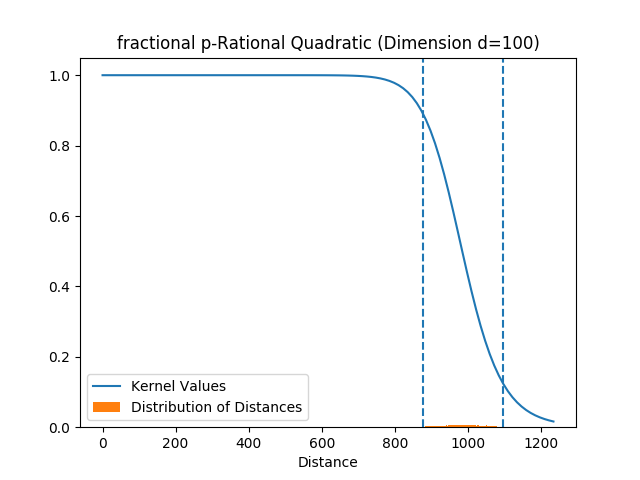 fractional p-Rational Quadratic (Dimension d=100)
1.0
0.8
0.6
0.4
0.2
0.0
Kernel Values
Distribution of Distances
0 200 400 600 800 1000 1200
Distance